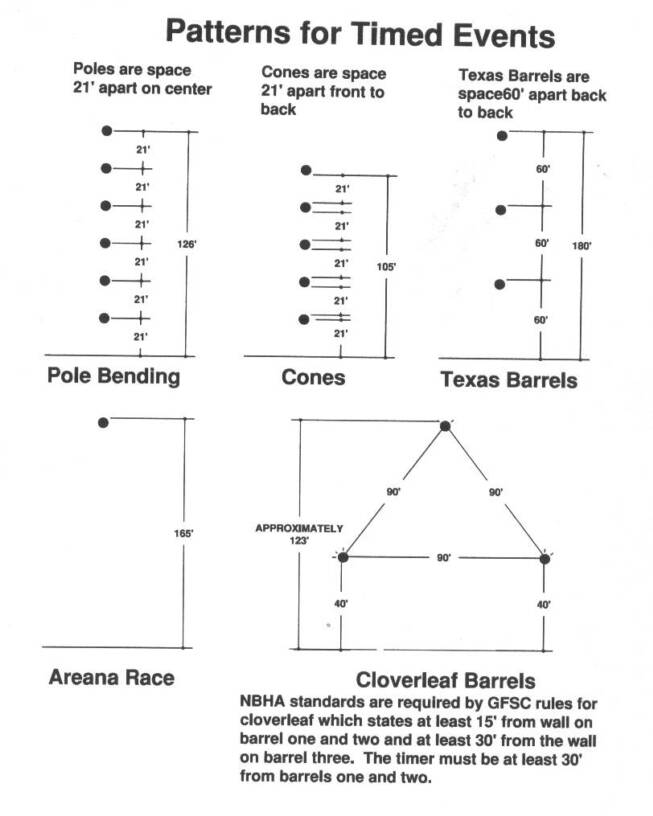 Patterns for Timed Events
Poles are space
21' apart on center
Cones are space
21' apart front to
back
Texas Barrels are
space60' apart back
to back
21'
21'
21'
21'
21'
21'
126'
Pole Bending
21'
21'
21'
21'
21'
105'
Cones
60'
60'
60'
180'
Texas Barrels
165'
Areana Race
APPROXIMATELY
123'
90'
90'
90'
40'
40'
Cloverleaf Barrels
NBHA standards are required by GFSC rules for
cloverleaf which states at least 15' from wall on
barrel one and two and at least 30' from the wall
on barrel three.  The timer must be at least 30'
from barrels one and two.